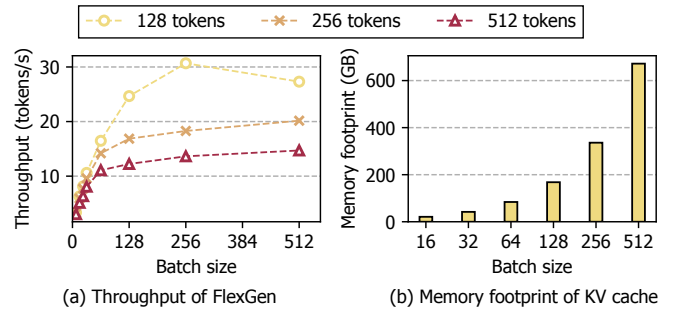 128 tokens 256 tokens 512 tokens
Throughput (tokens/s)
30
20
10
0 128 256 384 512
Batch size
(a) Throughput of FlexGen
Memory footprint (GB)
600
400
200
0
16 32 64 128 256 512
Batch size
(b) Memory footprint of KV cache